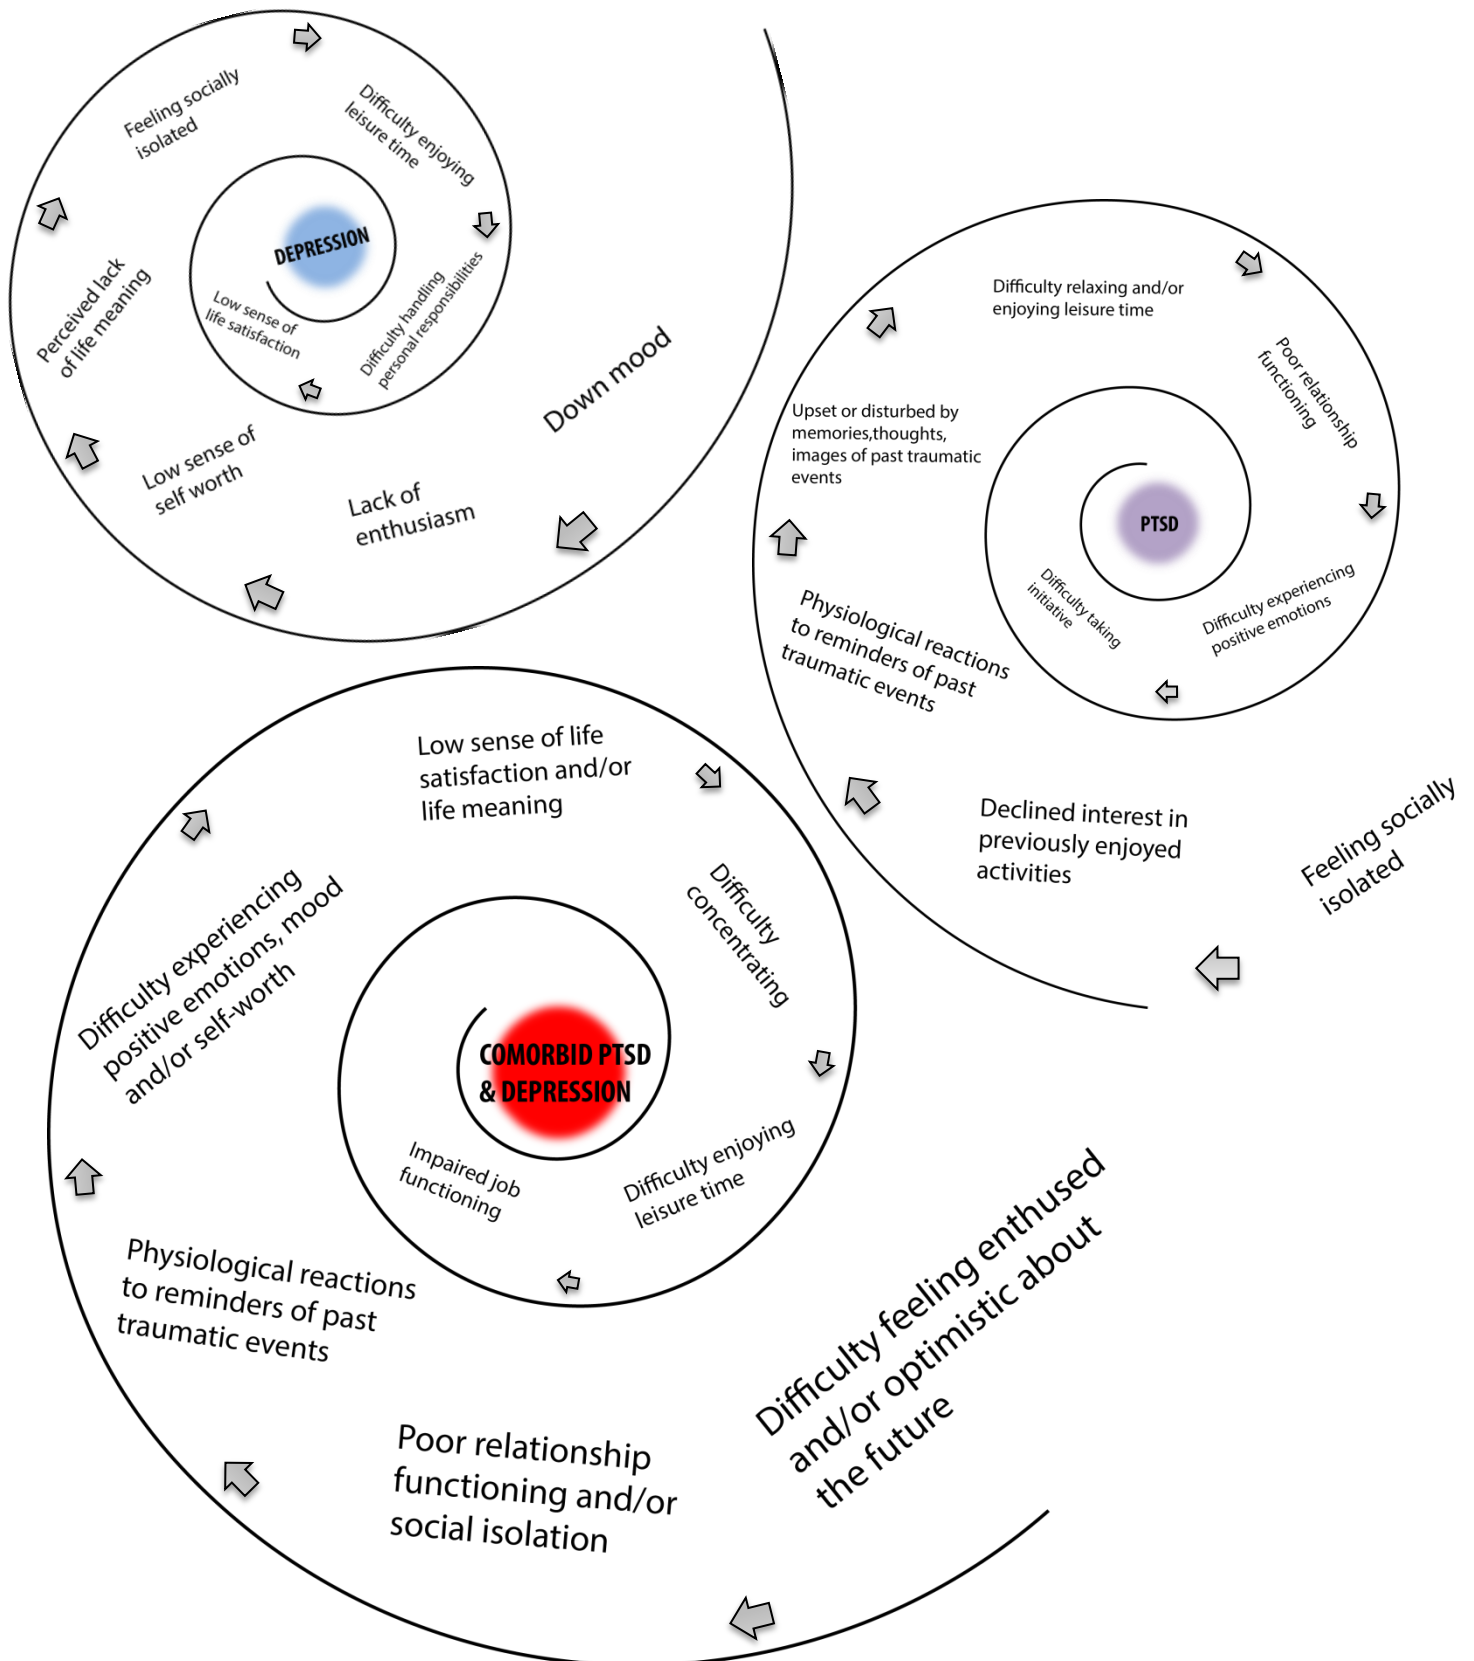 Feeling socially
isolated
Difficulty enjoying
leisure time
DEPRESSION
Low sense of
life satisfaction
Difficulty handling
personal responsibilities
Perceived lack
of life meaning
Low sense of
self worth
Lack of
enthusiasm
Down mood
Difficulty relaxing and/or
enjoying leisure time
Poor relationship
functioning
Upset or disturbed by
memories,thoughts,
images of past traumatic
events
PTSD
Difficulty taking
initiative
Difficulty experiencing
positive emotions
Physiological reactions
to reminders of past
traumatic events
Declined interest in
previously enjoyed
activities
Feeling socially
isolated
Low sense of life
satisfaction and/or
life meaning
Difficulty
concentrating
Difficulty experiencing
positive emotions, mood
and/or self-worth
COMORBID PTSD
& DEPRESSION
Impaired job
functioning
Difficulty enjoying
leisure time
Physiological reactions
to reminders of past
traumatic events
Poor relationship
functioning and/or
social isolation
Difficulty feeling enthused
and/or optimistic about
the future